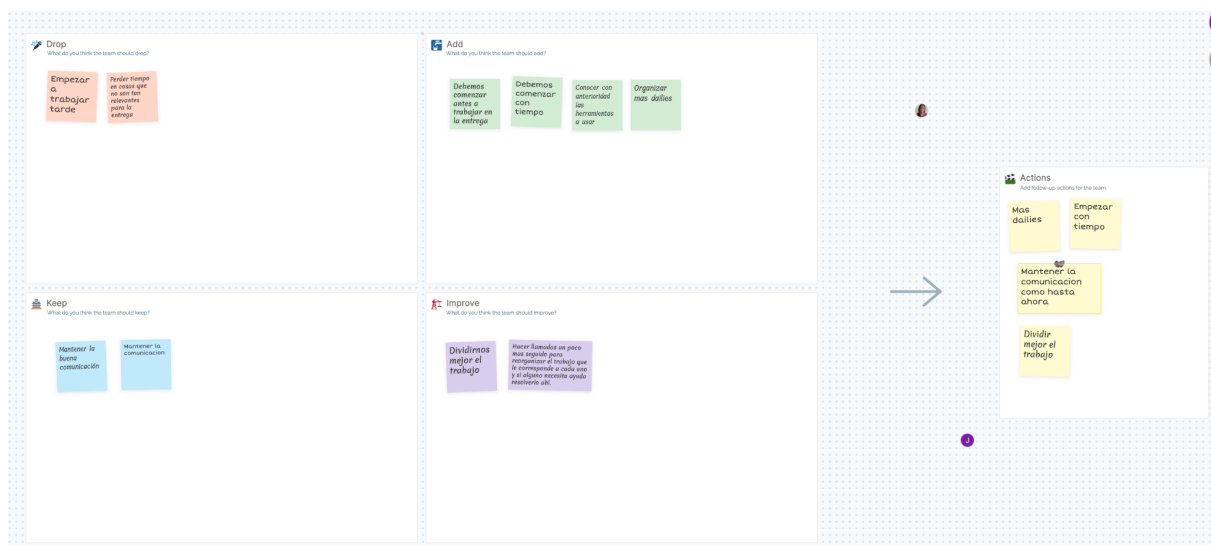 Drop
What do you think the team should drop?
Empezar
a
trabajar
tarde
Perder tiempo
en cosas que
no son tan
relevantes
para la
entrega
Add
What do you think the team should add?
Debemos
comenzar
antes a
trabajar en
la entrega
Debemos
comenzar
con
tiempo
Conocer con
anterioridad
las
herramientas
a usar
Organizar
mas dailies
Keep
What do you think the team should keep?
Mantener la
buena
comunicación
Mantener la
comunicacion
Improve
What do you think the team should improve?
Dividirnos
mejor el
trabajo
Hacer llamados un poco
mas seguido para
reorganizar el trabajo que
le corresponde a cada uno
y si alguno necesita ayuda
resolverlo ahí.
Actions
Add follow-up actions for the team.
Mas
dailies
Empezar
con
tiempo
Mantener la
comunicacion
como hasta
ahora
Dividir
mejor el
trabajo
J